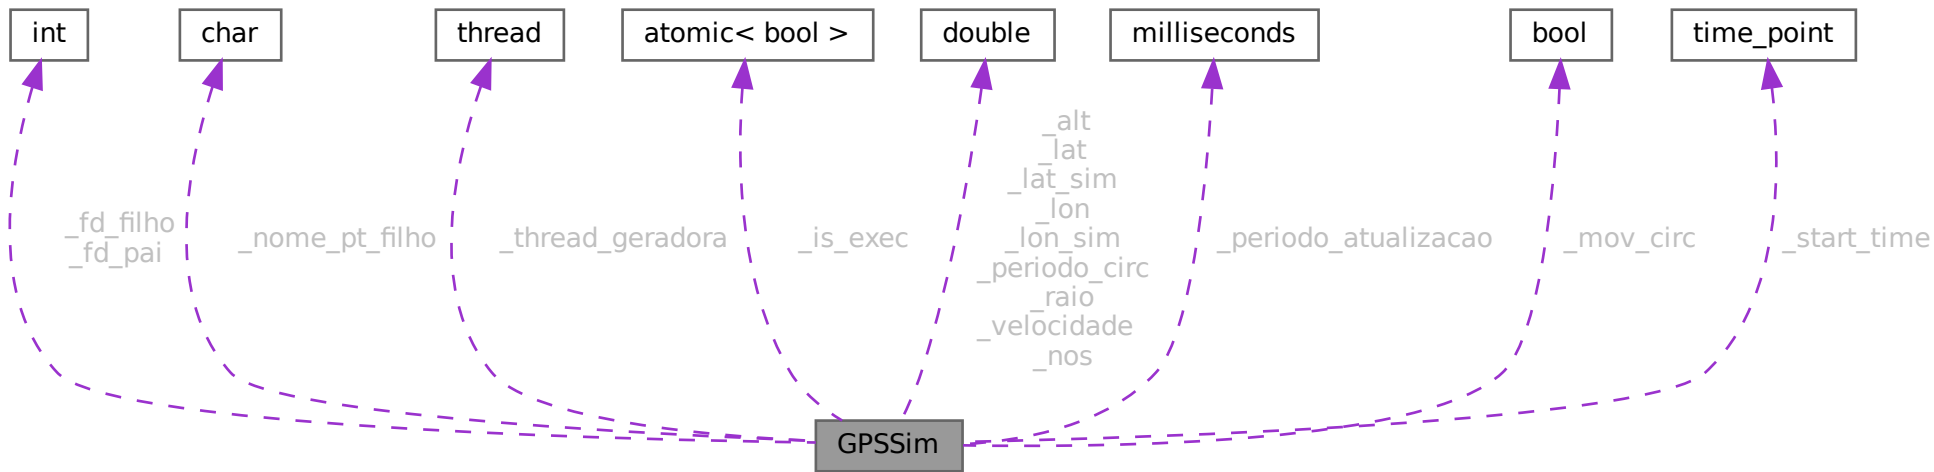 int
char
thread
atomic< bool >
double
milliseconds
bool
time_point
_fd_filho
_fd_pai
_nome_pt_filho
_thread_geradora
_is_exec
_alt
_lat
_lat_sim
_lon
_lon_sim
_periodo_circ
_raio
_velocidade
_nos
_periodo_atualizacao
_mov_circ
_start_time
GPSSim